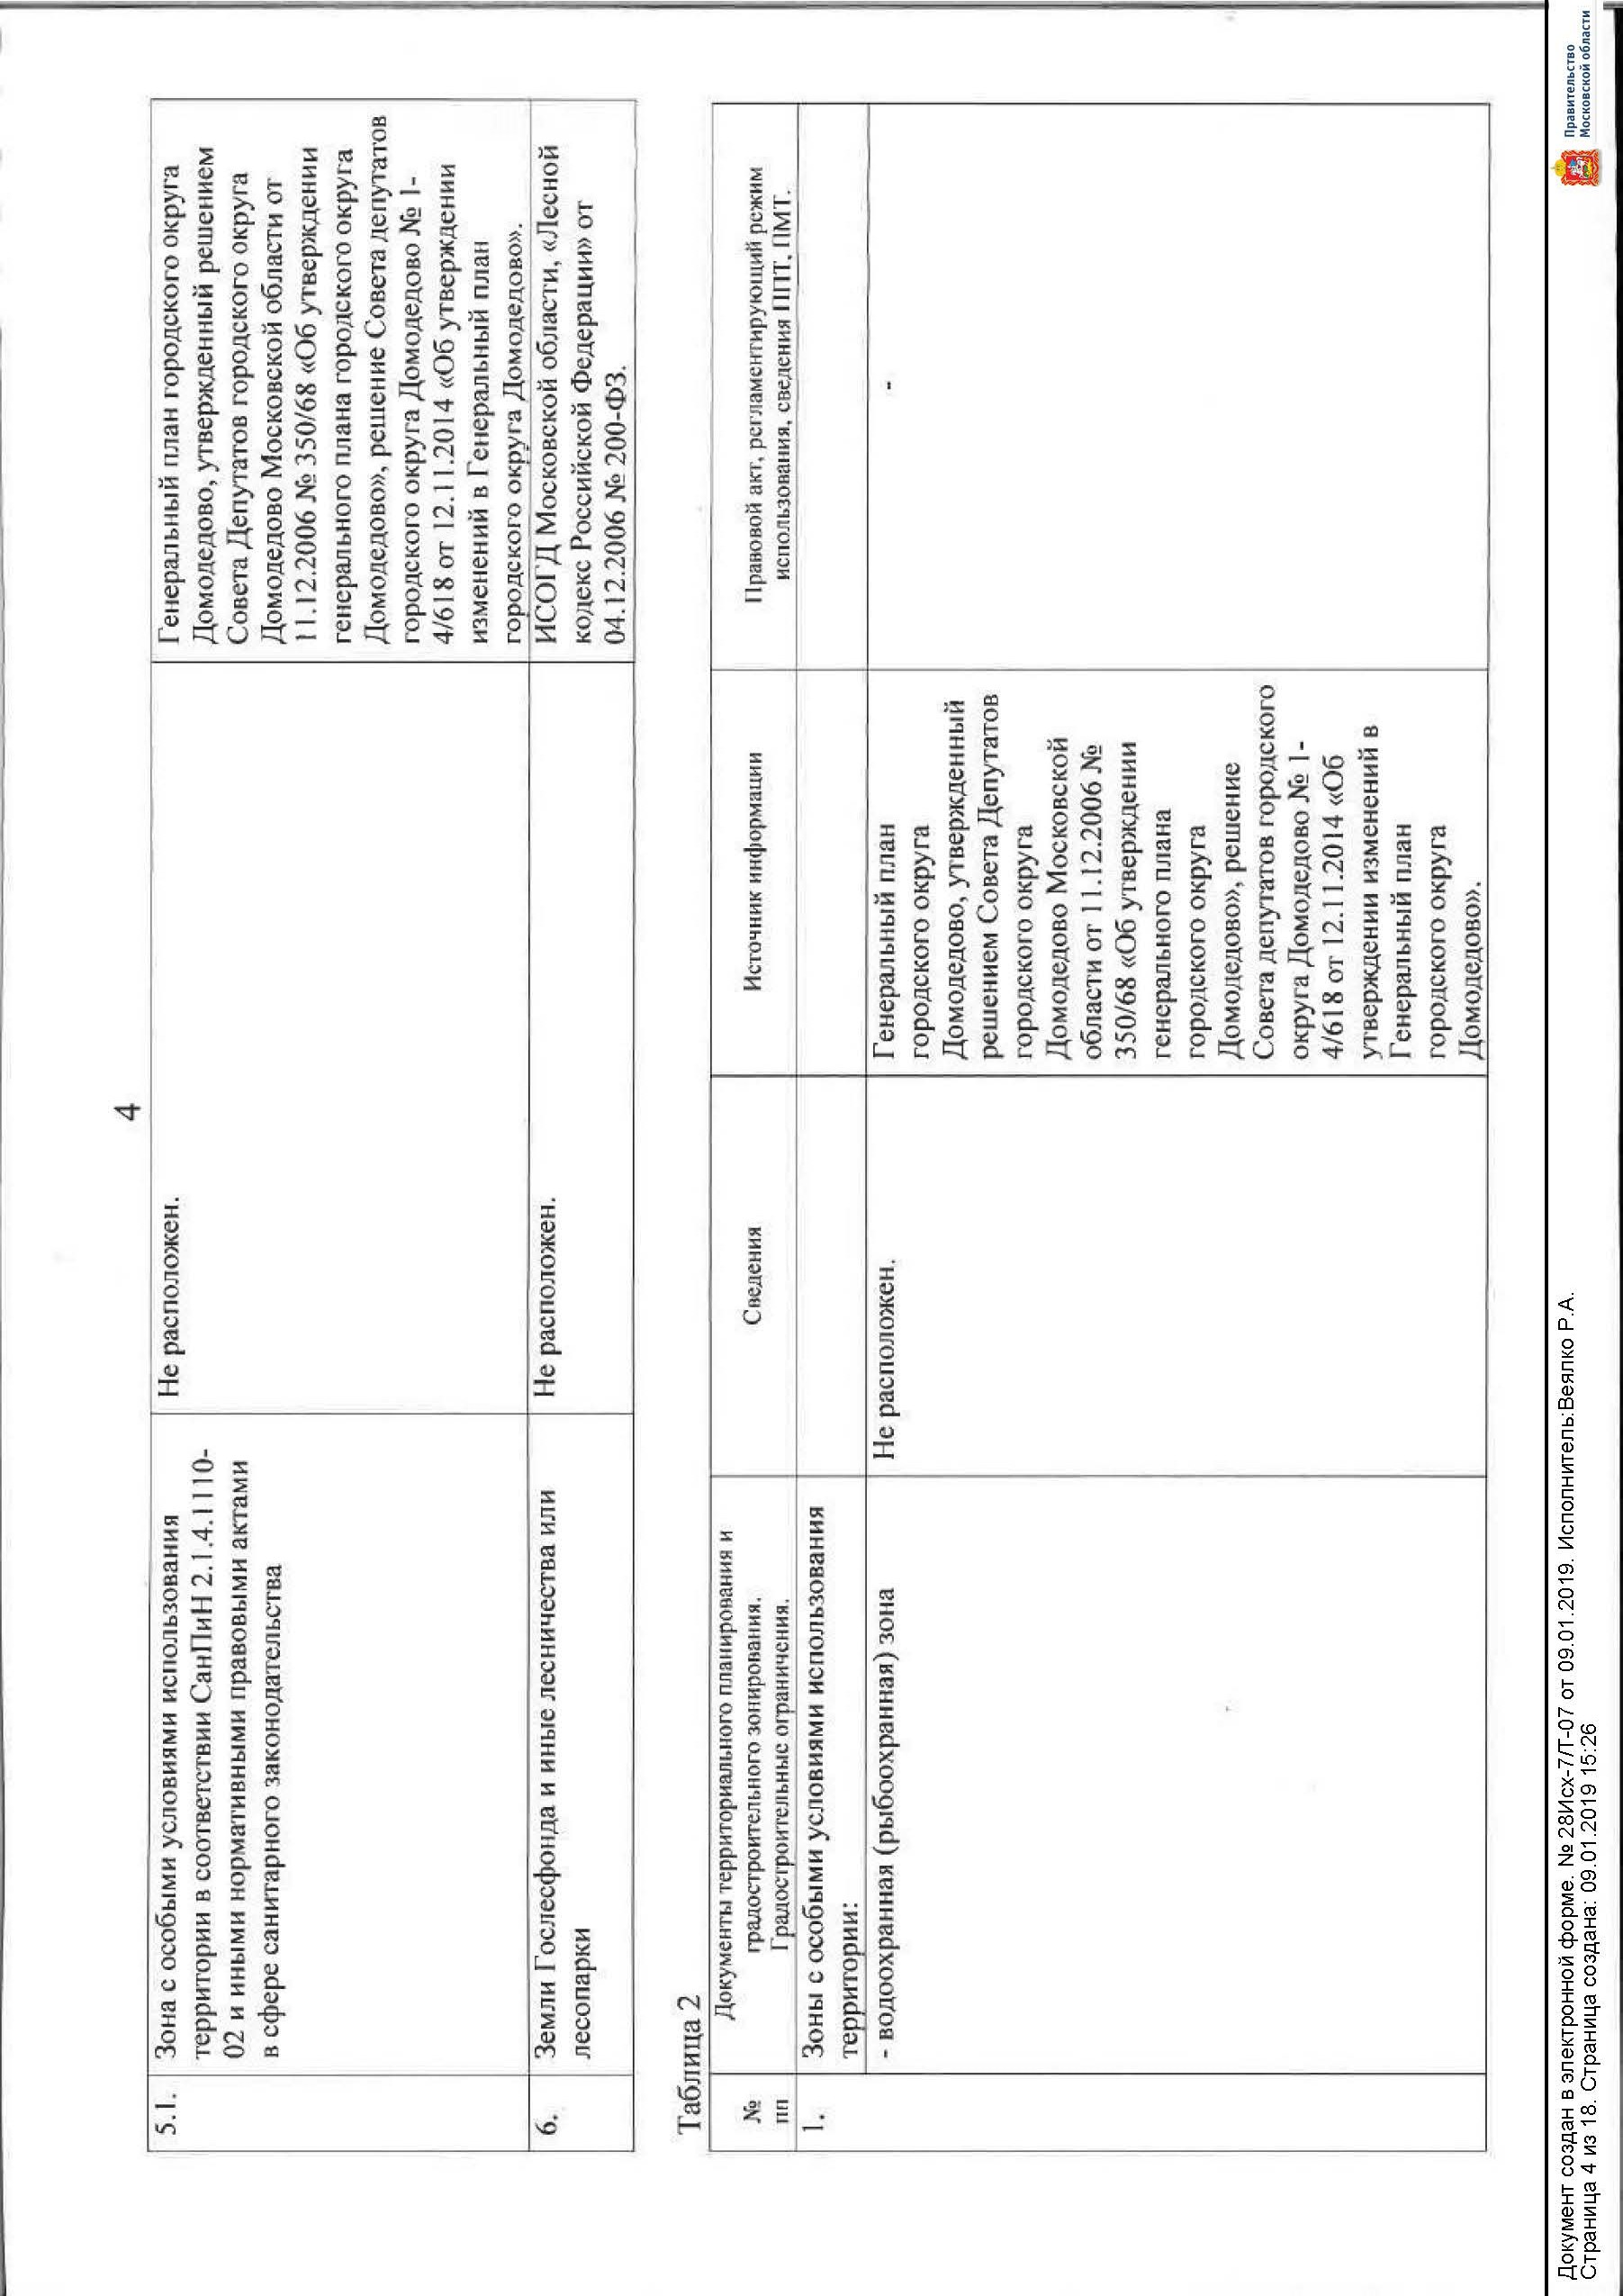 4
5.1.
Зона с особыми условиями использования
территории в соответствии СанПиН 2.1.4.1110-
02 и иными нормативными правовыми актами
в сфере санитарного законодательства
Не расположен.
Генеральный план городского округа
Домодедово, утвержденный решением
Совета Депутатов городского округа
Домодедово Московской области от
11.12.2006 № 350/68 «Об утверждении
генерального плана городского округа
Домодедово», решение Совета депутатов
городского округа Домодедово № 1-
4/618 от 12.11.2014 «Об утверждении
изменений в Генеральный план
городского округа Домодедово».
6.
Земли Гослесфонда и иные лесничества или
лесопарки
Не расположен.
ИСОГД Московской области, «Лесной
кодекс Российской Федерации» от
04.12.2006 № 200-ФЗ.
Таблица 2
№
пп
Документы территориального планирования и
градостроительного зонирования.
Градостроительные ограничения.
Сведения
Источник информации
Правовой акт, регламентирующий режим
использования, сведения ППТ, ПМТ.
1.
Зоны с особыми условиями использования
территории:
- водоохранная (рыбоохранная) зона
Не расположен.
Генеральный план
городского округа
Домодедово, утвержденный
решением Совета Депутатов
городского округа
Домодедово Московской
области от 11.12.2006 №
350/68 «Об утверждении
генерального плана
городского округа
Домодедово», решение
Совета депутатов городского
округа Домодедово № 1-
4/618 от 12.11.2014 «Об
утверждении изменений в
Генеральный план
городского округа
Домодедово».
-
Документ создан в электронной форме. № 28Исх-7/Т-07 от 09.01.2019. Исполнитель:Веялко Р.А.
Страница 4 из 18. Страница создана: 09.01.2019 15:26
Правительство
Московской области